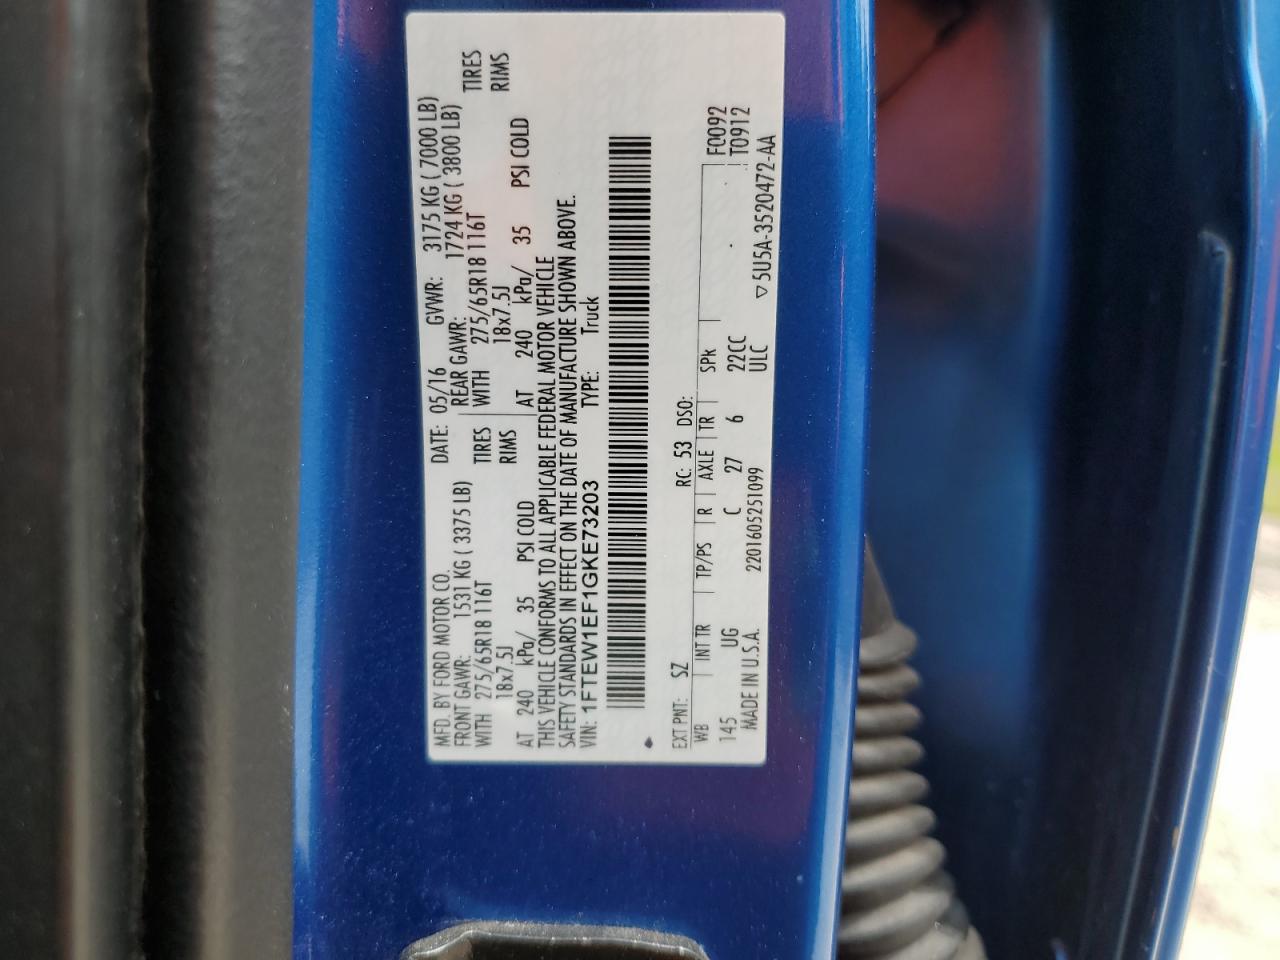 MFD. BY FORD MOTOR CO. DATE: 05/16 GVWR: 3175 KG ( 7000 LB)
FRONT GAWR: 1531 KG ( 3375 LB) REAR GAWR: 1724 KG ( 3800 LB)
WITH 275/65R18 116T TIRES WITH 275/65R18 116T TIRES
18x7.5J RIMS 18x7.5J RIMS
AT 240 kPa/ 35 PSI COLD AT 240 kPa/ 35 PSI COLD
THIS VEHICLE CONFORMS TO ALL APPLICABLE FEDERAL MOTOR VEHICLE
SAFETY STANDARDS IN EFFECT ON THE DATE OF MANUFACTURE SHOWN ABOVE.
VIN: 1FTEW1EF1GKE73203 TYPE: Truck
EXT PNT: SZ RC: 53 DSO:
WB INT TR TP/PS R AXLE TR SPR F0092
145 UG C 27 6 22CC T0912
MADE IN U.S.A. 2201605251099 ULC ▽5U5A-3520472-AA